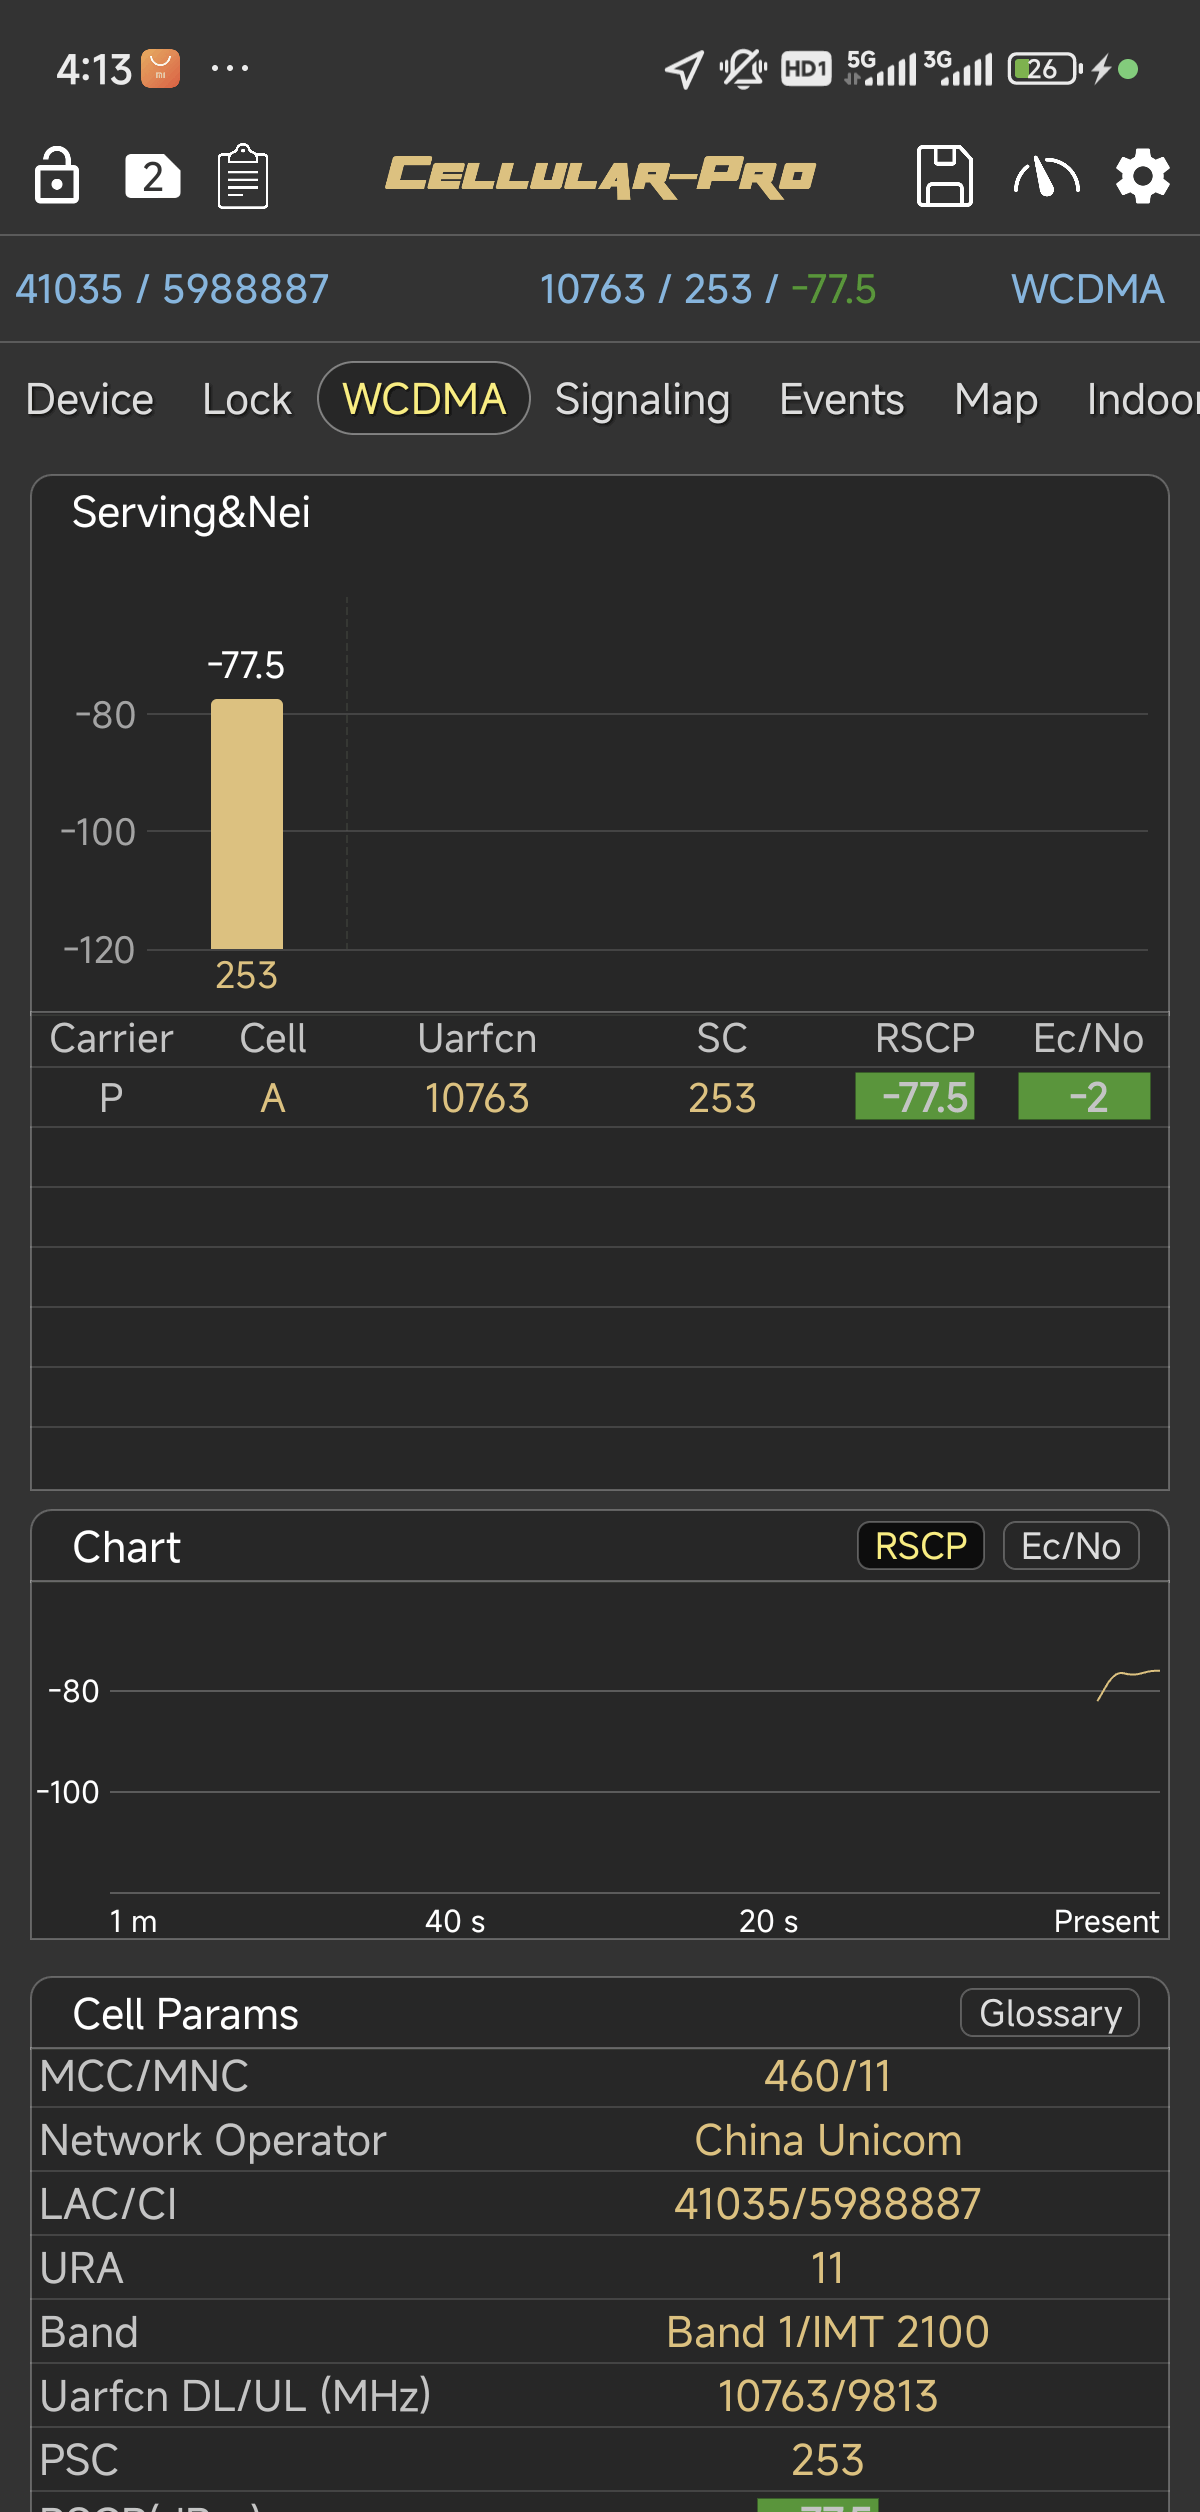 4:13 mi ... HD1 5G 3G 26
2 CELLULAR-PRO
41035 / 5988887 10763 / 253 / -77.5 WCDMA
Device Lock WCDMA Signaling Events Map Indoor
Serving&Nei
-77.5
-80
-100
-120
253
Carrier Cell Uarfcn SC RSCP Ec/No
P A 10763 253 -77.5 -2
Chart RSCP Ec/No
-80
-100
1 m 40 s 20 s Present
Cell Params Glossary
MCC/MNC 460/11
Network Operator China Unicom
LAC/CI 41035/5988887
URA 11
Band Band 1/IMT 2100
Uarfcn DL/UL (MHz) 10763/9813
PSC 253